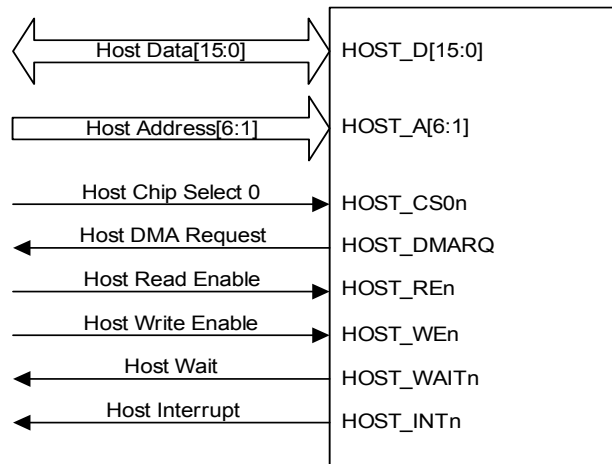 Host Data[15:0] HOST_D[15:0]
Host Address[6:1] HOST_A[6:1]
Host Chip Select 0 HOST_CS0n
Host DMA Request HOST_DMARQ
Host Read Enable HOST_REn
Host Write Enable HOST_WEn
Host Wait HOST_WAITn
Host Interrupt HOST_INTn